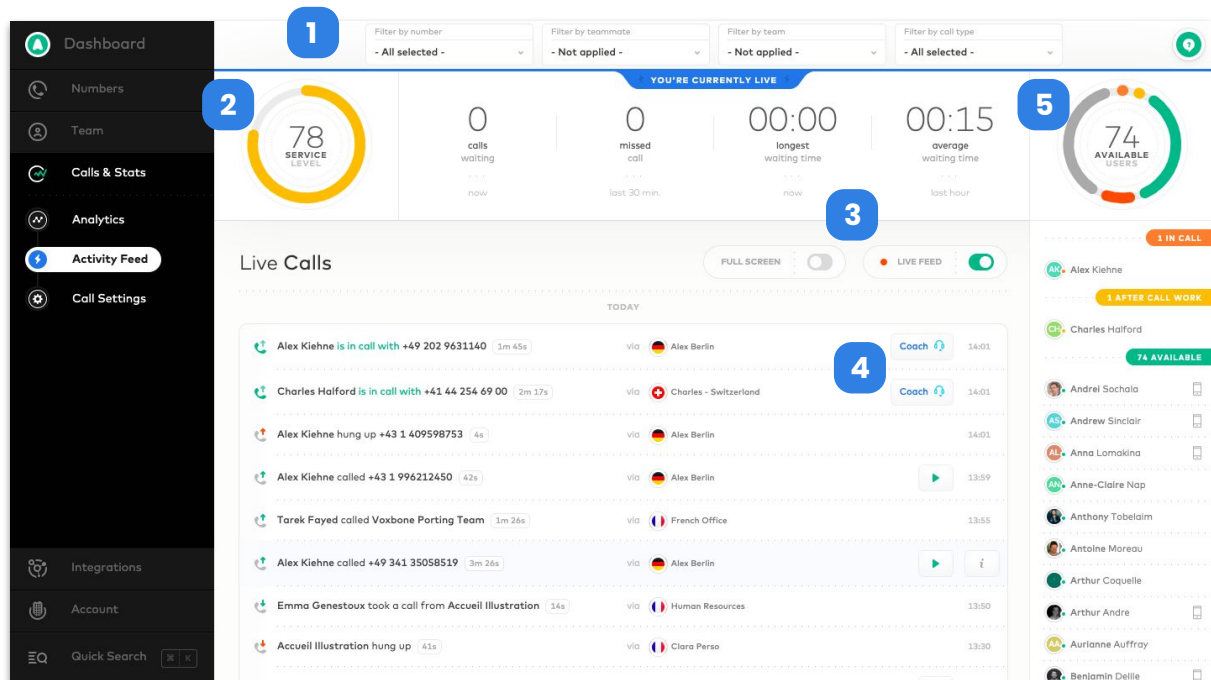 Dashboard
Numbers
Team
Calls & Stats
Analytics
Activity Feed
Call Settings
Integrations
Account
Quick Search ⌘ K
1
Filter by number
- All selected -
Filter by teammate
- Not applied -
Filter by team
- Not applied -
Filter by call type
- All selected -
YOU'RE CURRENTLY LIVE
2
78
SERVICE
LEVEL
0
calls
waiting
now
0
missed
call
last 30 min.
00:00
longest
waiting time
now
00:15
average
waiting time
last hour
5
74
AVAILABLE
USERS
3
Live Calls
FULL SCREEN
LIVE FEED
TODAY
Alex Kiehne is in call with +49 202 9631140 1m 45s via Alex Berlin Coach 14:01
4
Charles Halford is in call with +41 44 254 69 00 2m 17s via Charles - Switzerland Coach 14:01
Alex Kiehne hung up +43 1 409598753 4s via Alex Berlin 14:01
Alex Kiehne called +43 1 996212450 42s via Alex Berlin 13:59
Tarek Fayed called Voxbone Porting Team 1m 26s via French Office 13:55
Alex Kiehne called +49 341 35058519 3m 26s via Alex Berlin i
Emma Genestoux took a call from Accueil Illustration 14s via Human Resources 13:50
Accueil Illustration hung up 41s via Clara Perso 13:30
1 IN CALL
AK Alex Kiehne
1 AFTER CALL WORK
CH Charles Halford
74 AVAILABLE
Andrei Sochala
AS Andrew Sinclair
AL Anna Lomakina
AN Anne-Claire Nap
Anthony Tobelaim
Antoine Moreau
Arthur Coquelle
Arthur Andre
AA Aurianne Auffray
Benjamin Delile